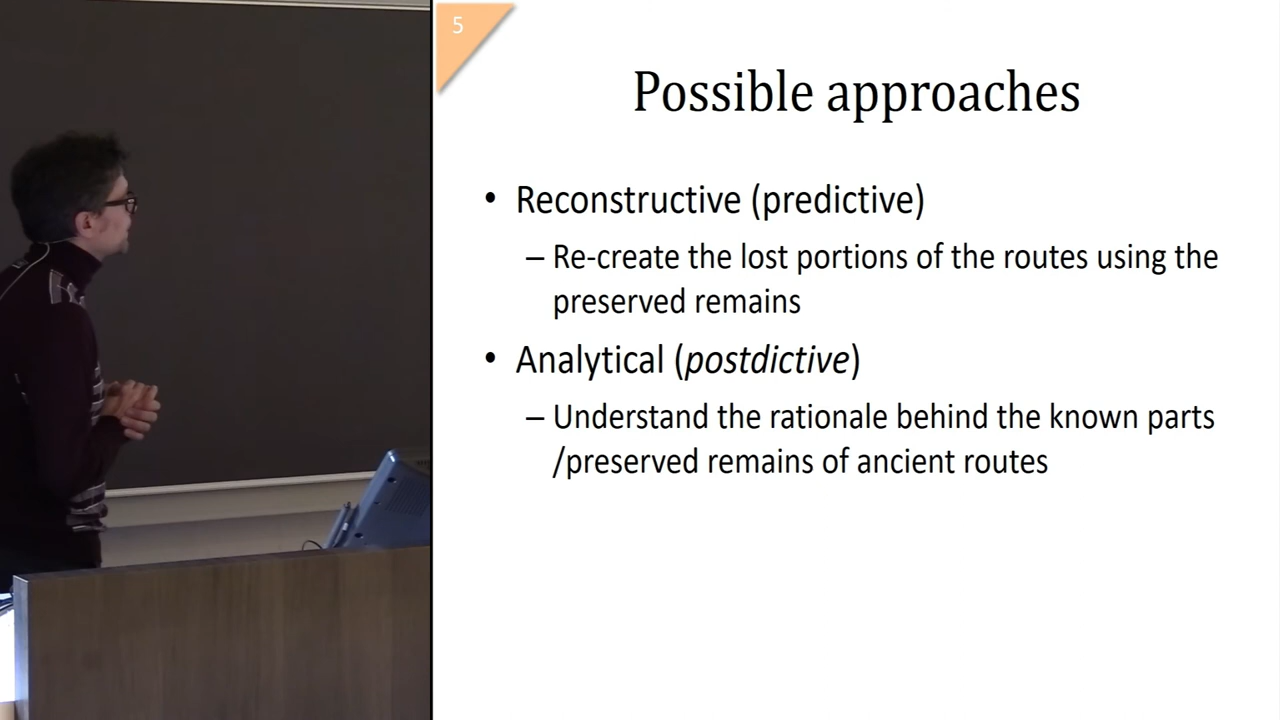 5
Possible approaches
• Reconstructive (predictive)
– Re-create the lost portions of the routes using the
preserved remains
• Analytical (postdictive)
– Understand the rationale behind the known parts
/preserved remains of ancient routes